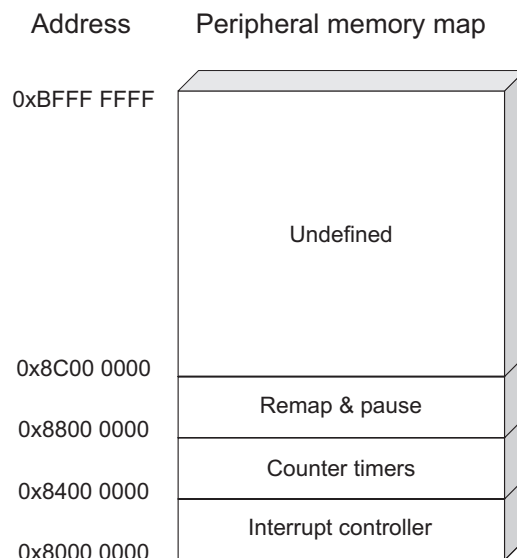 Address Peripheral memory map
0xBFFF FFFF
Undefined
0x8C00 0000
Remap & pause
0x8800 0000
Counter timers
0x8400 0000
Interrupt controller
0x8000 0000